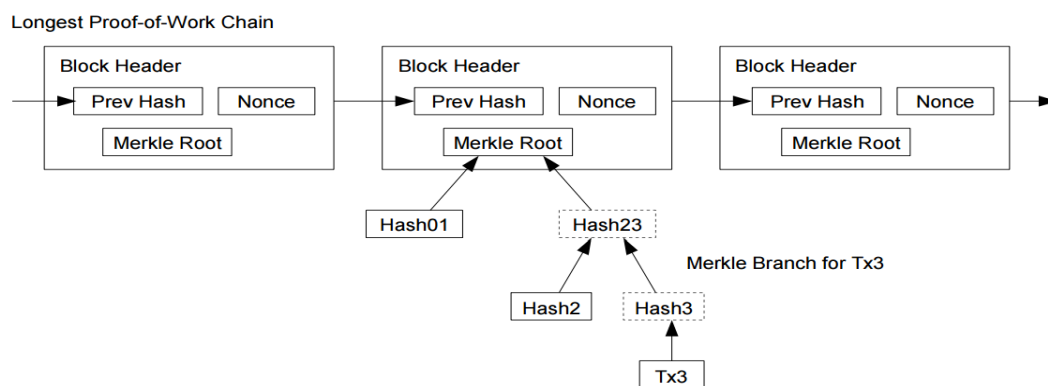 Longest Proof-of-Work Chain
Block Header
Prev Hash
Nonce
Merkle Root
Block Header
Prev Hash
Nonce
Merkle Root
Block Header
Prev Hash
Nonce
Merkle Root
Hash01
Hash23
Merkle Branch for Tx3
Hash2
Hash3
Tx3